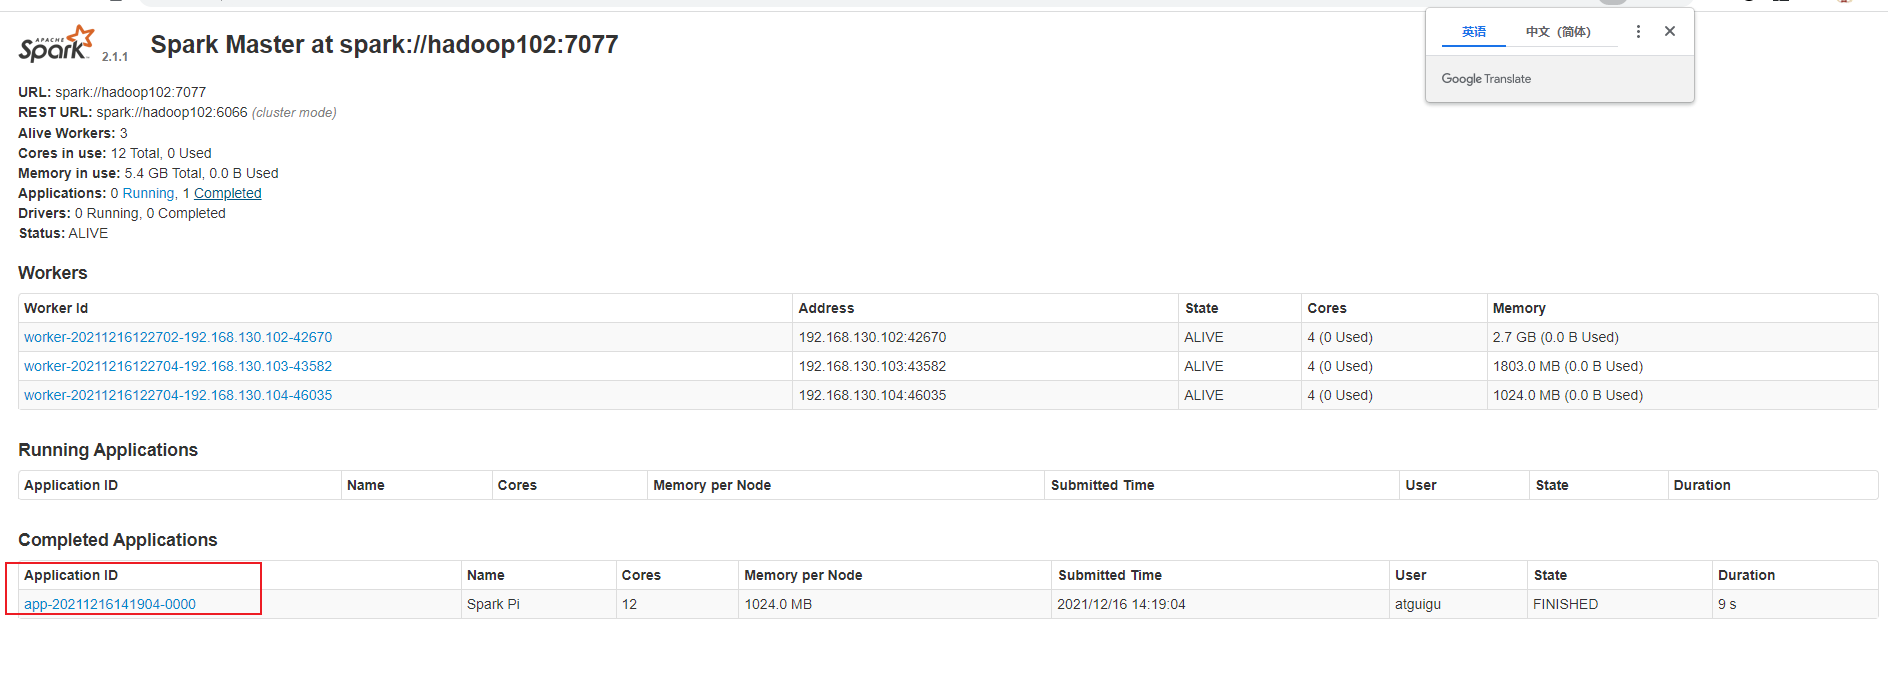 APACHE
Spark 2.1.1 Spark Master at spark://hadoop102:7077
英语 中文（简体）
Google Translate
URL: spark://hadoop102:7077
REST URL: spark://hadoop102:6066 (cluster mode)
Alive Workers: 3
Cores in use: 12 Total, 0 Used
Memory in use: 5.4 GB Total, 0.0 B Used
Applications: 0 Running, 1 Completed
Drivers: 0 Running, 0 Completed
Status: ALIVE
Workers
Worker Id Address State Cores Memory
worker-20211216122702-192.168.130.102-42670 192.168.130.102:42670 ALIVE 4 (0 Used) 2.7 GB (0.0 B Used)
worker-20211216122704-192.168.130.103-43582 192.168.130.103:43582 ALIVE 4 (0 Used) 1803.0 MB (0.0 B Used)
worker-20211216122704-192.168.130.104-46035 192.168.130.104:46035 ALIVE 4 (0 Used) 1024.0 MB (0.0 B Used)
Running Applications
Application ID Name Cores Memory per Node Submitted Time User State Duration
Completed Applications
Application ID Name Cores Memory per Node Submitted Time User State Duration
app-20211216141904-0000 Spark Pi 12 1024.0 MB 2021/12/16 14:19:04 atguigu FINISHED 9 s